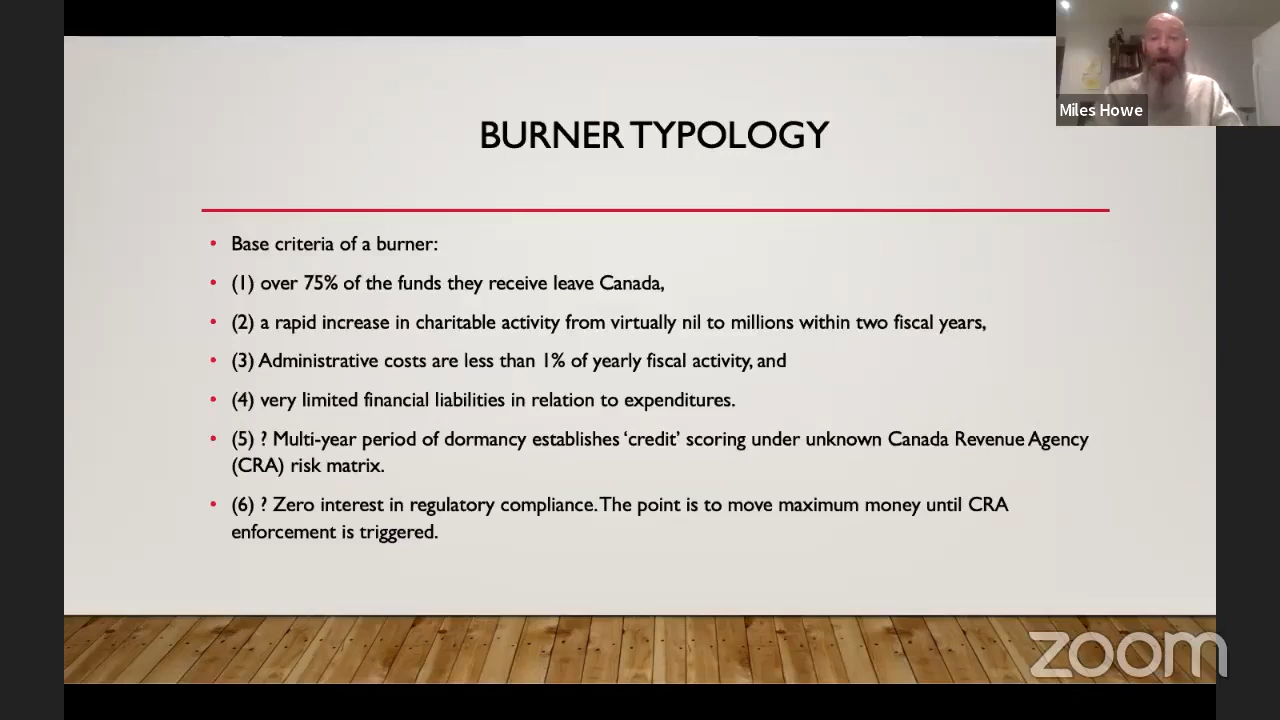 Miles Howe
BURNER TYPOLOGY
• Base criteria of a burner:
• (1) over 75% of the funds they receive leave Canada,
• (2) a rapid increase in charitable activity from virtually nil to millions within two fiscal years,
• (3) Administrative costs are less than 1% of yearly fiscal activity, and
• (4) very limited financial liabilities in relation to expenditures.
• (5) ? Multi-year period of dormancy establishes ‘credit’ scoring under unknown Canada Revenue Agency
(CRA) risk matrix.
• (6) ? Zero interest in regulatory compliance. The point is to move maximum money until CRA
enforcement is triggered.
zoom